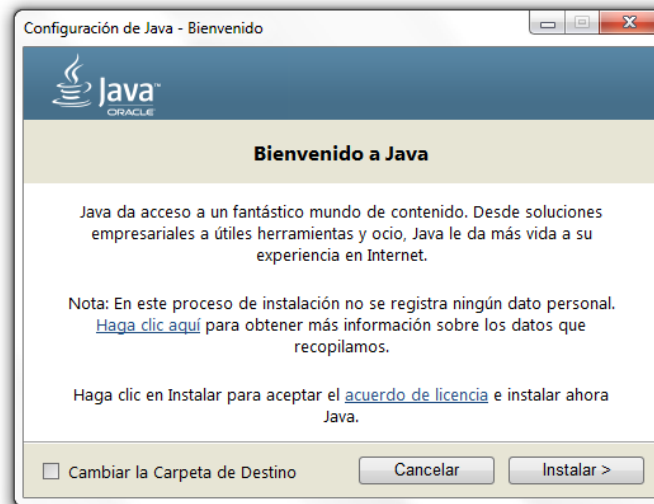 Configuración de Java - Bienvenido
Java™
ORACLE
Bienvenido a Java
Java da acceso a un fantástico mundo de contenido. Desde soluciones
empresariales a útiles herramientas y ocio, Java le da más vida a su
experiencia en Internet.
Nota: En este proceso de instalación no se registra ningún dato personal.
Haga clic aquí para obtener más información sobre los datos que
recopilamos.
Haga clic en Instalar para aceptar el acuerdo de licencia e instalar ahora
Java.
Cambiar la Carpeta de Destino
Cancelar
Instalar >